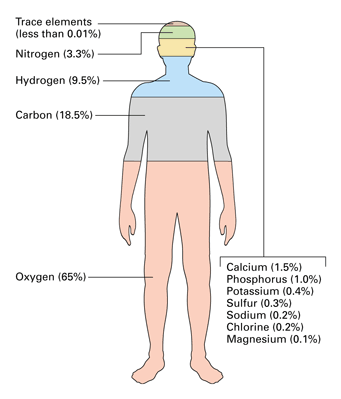 Trace elements
(less than 0.01%)
Nitrogen (3.3%)
Hydrogen (9.5%)
Carbon (18.5%)
Oxygen (65%)
Calcium (1.5%)
Phosphorus (1.0%)
Potassium (0.4%)
Sulfur (0.3%)
Sodium (0.2%)
Chlorine (0.2%)
Magnesium (0.1%)